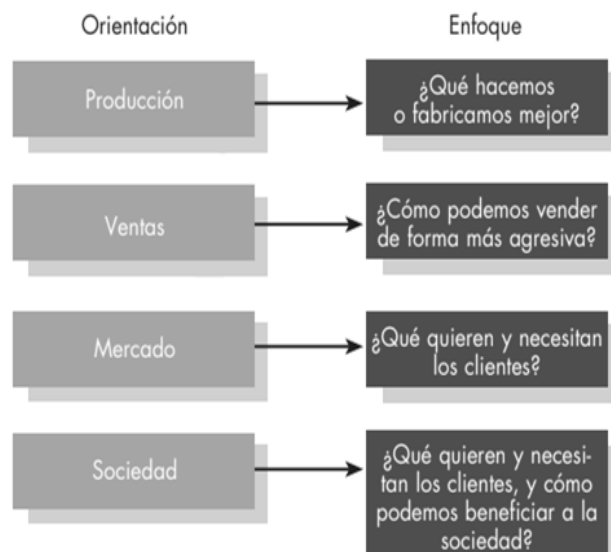 Orientación
Enfoque
Producción
¿Qué hacemos
o fabricamos mejor?
Ventas
¿Cómo podemos vender
de forma más agresiva?
Mercado
¿Qué quieren y necesitan
los clientes?
Sociedad
¿Qué quieren y necesi-
tan los clientes, y cómo
podemos beneficiar a la
sociedad?